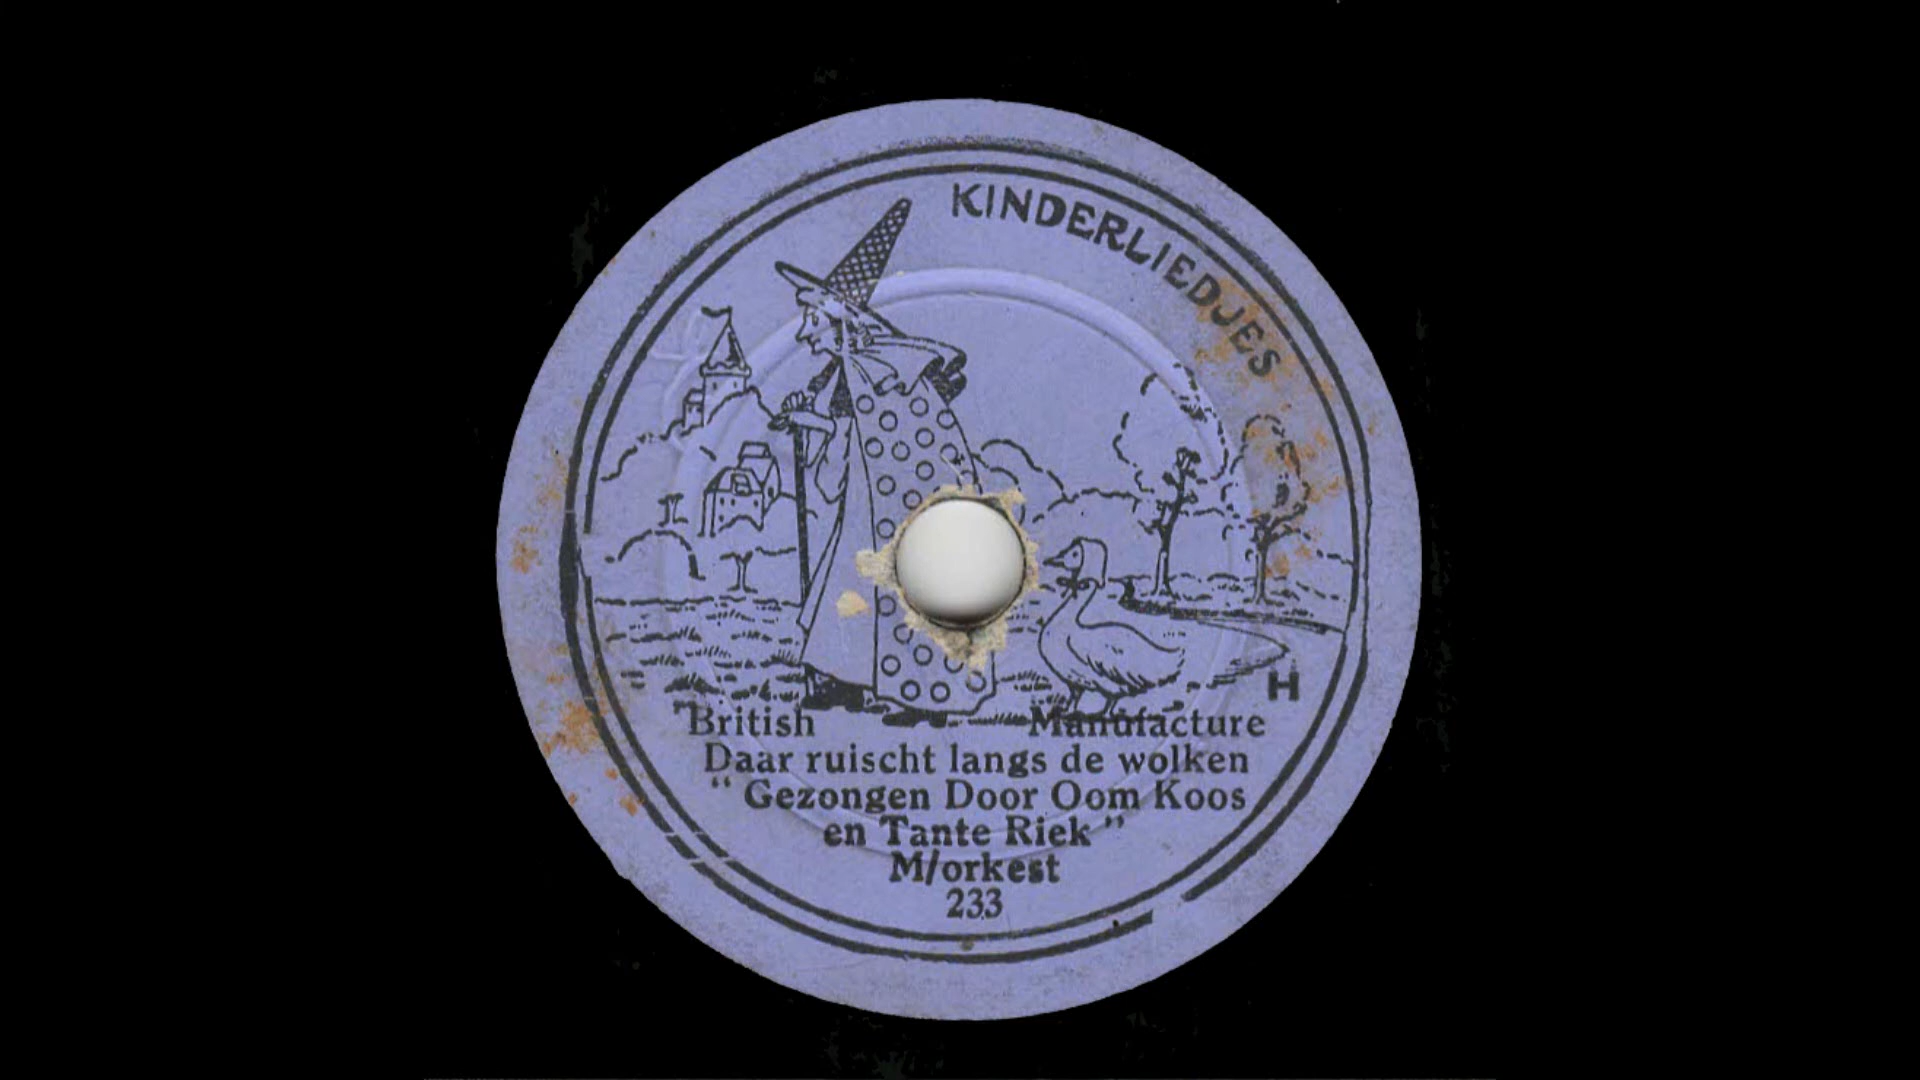 KINDERLIEDJES
H
British Manufacture
Daar ruischt langs de wolken
“ Gezongen Door Oom Koos
en Tante Riek ”
M/orkest
233